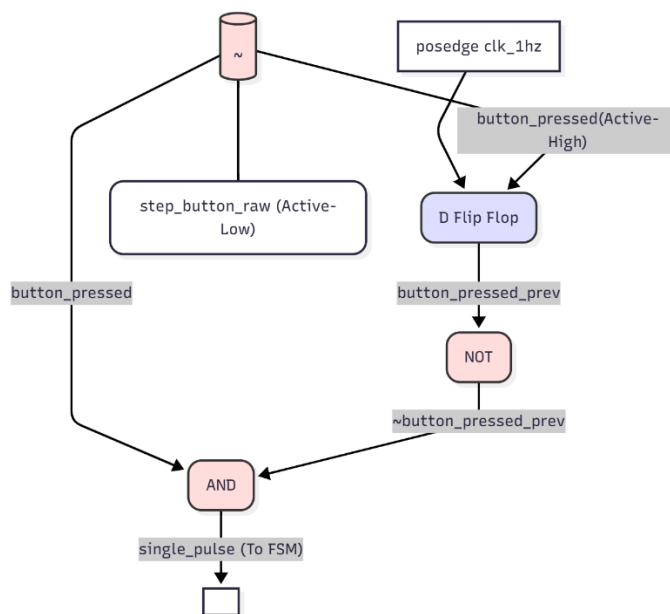 ~
posedge clk_1hz
button_pressed(Active-
High)
step_button_raw (Active-
Low)
D Flip Flop
button_pressed
button_pressed_prev
NOT
~button_pressed_prev
AND
single_pulse (To FSM)